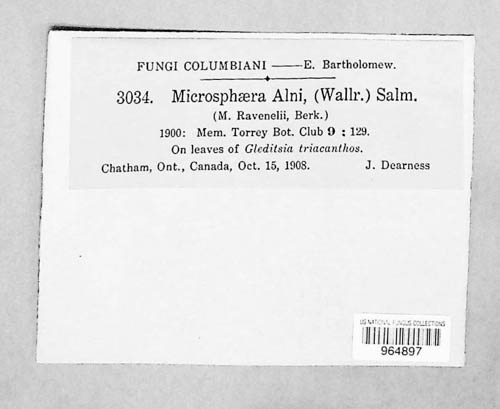 FUNGI COLUMBIANI —— E. Bartholomew.
3034. Microsphæra Alni, (Wallr.) Salm.
(M. Ravenelii, Berk.)
1900: Mem. Torrey Bot. Club 9 : 129.
On leaves of Gleditsia triacanthos.
Chatham, Ont., Canada, Oct. 15, 1908. J. Dearness
US NATIONAL FUNGUS COLLECTIONS
964897